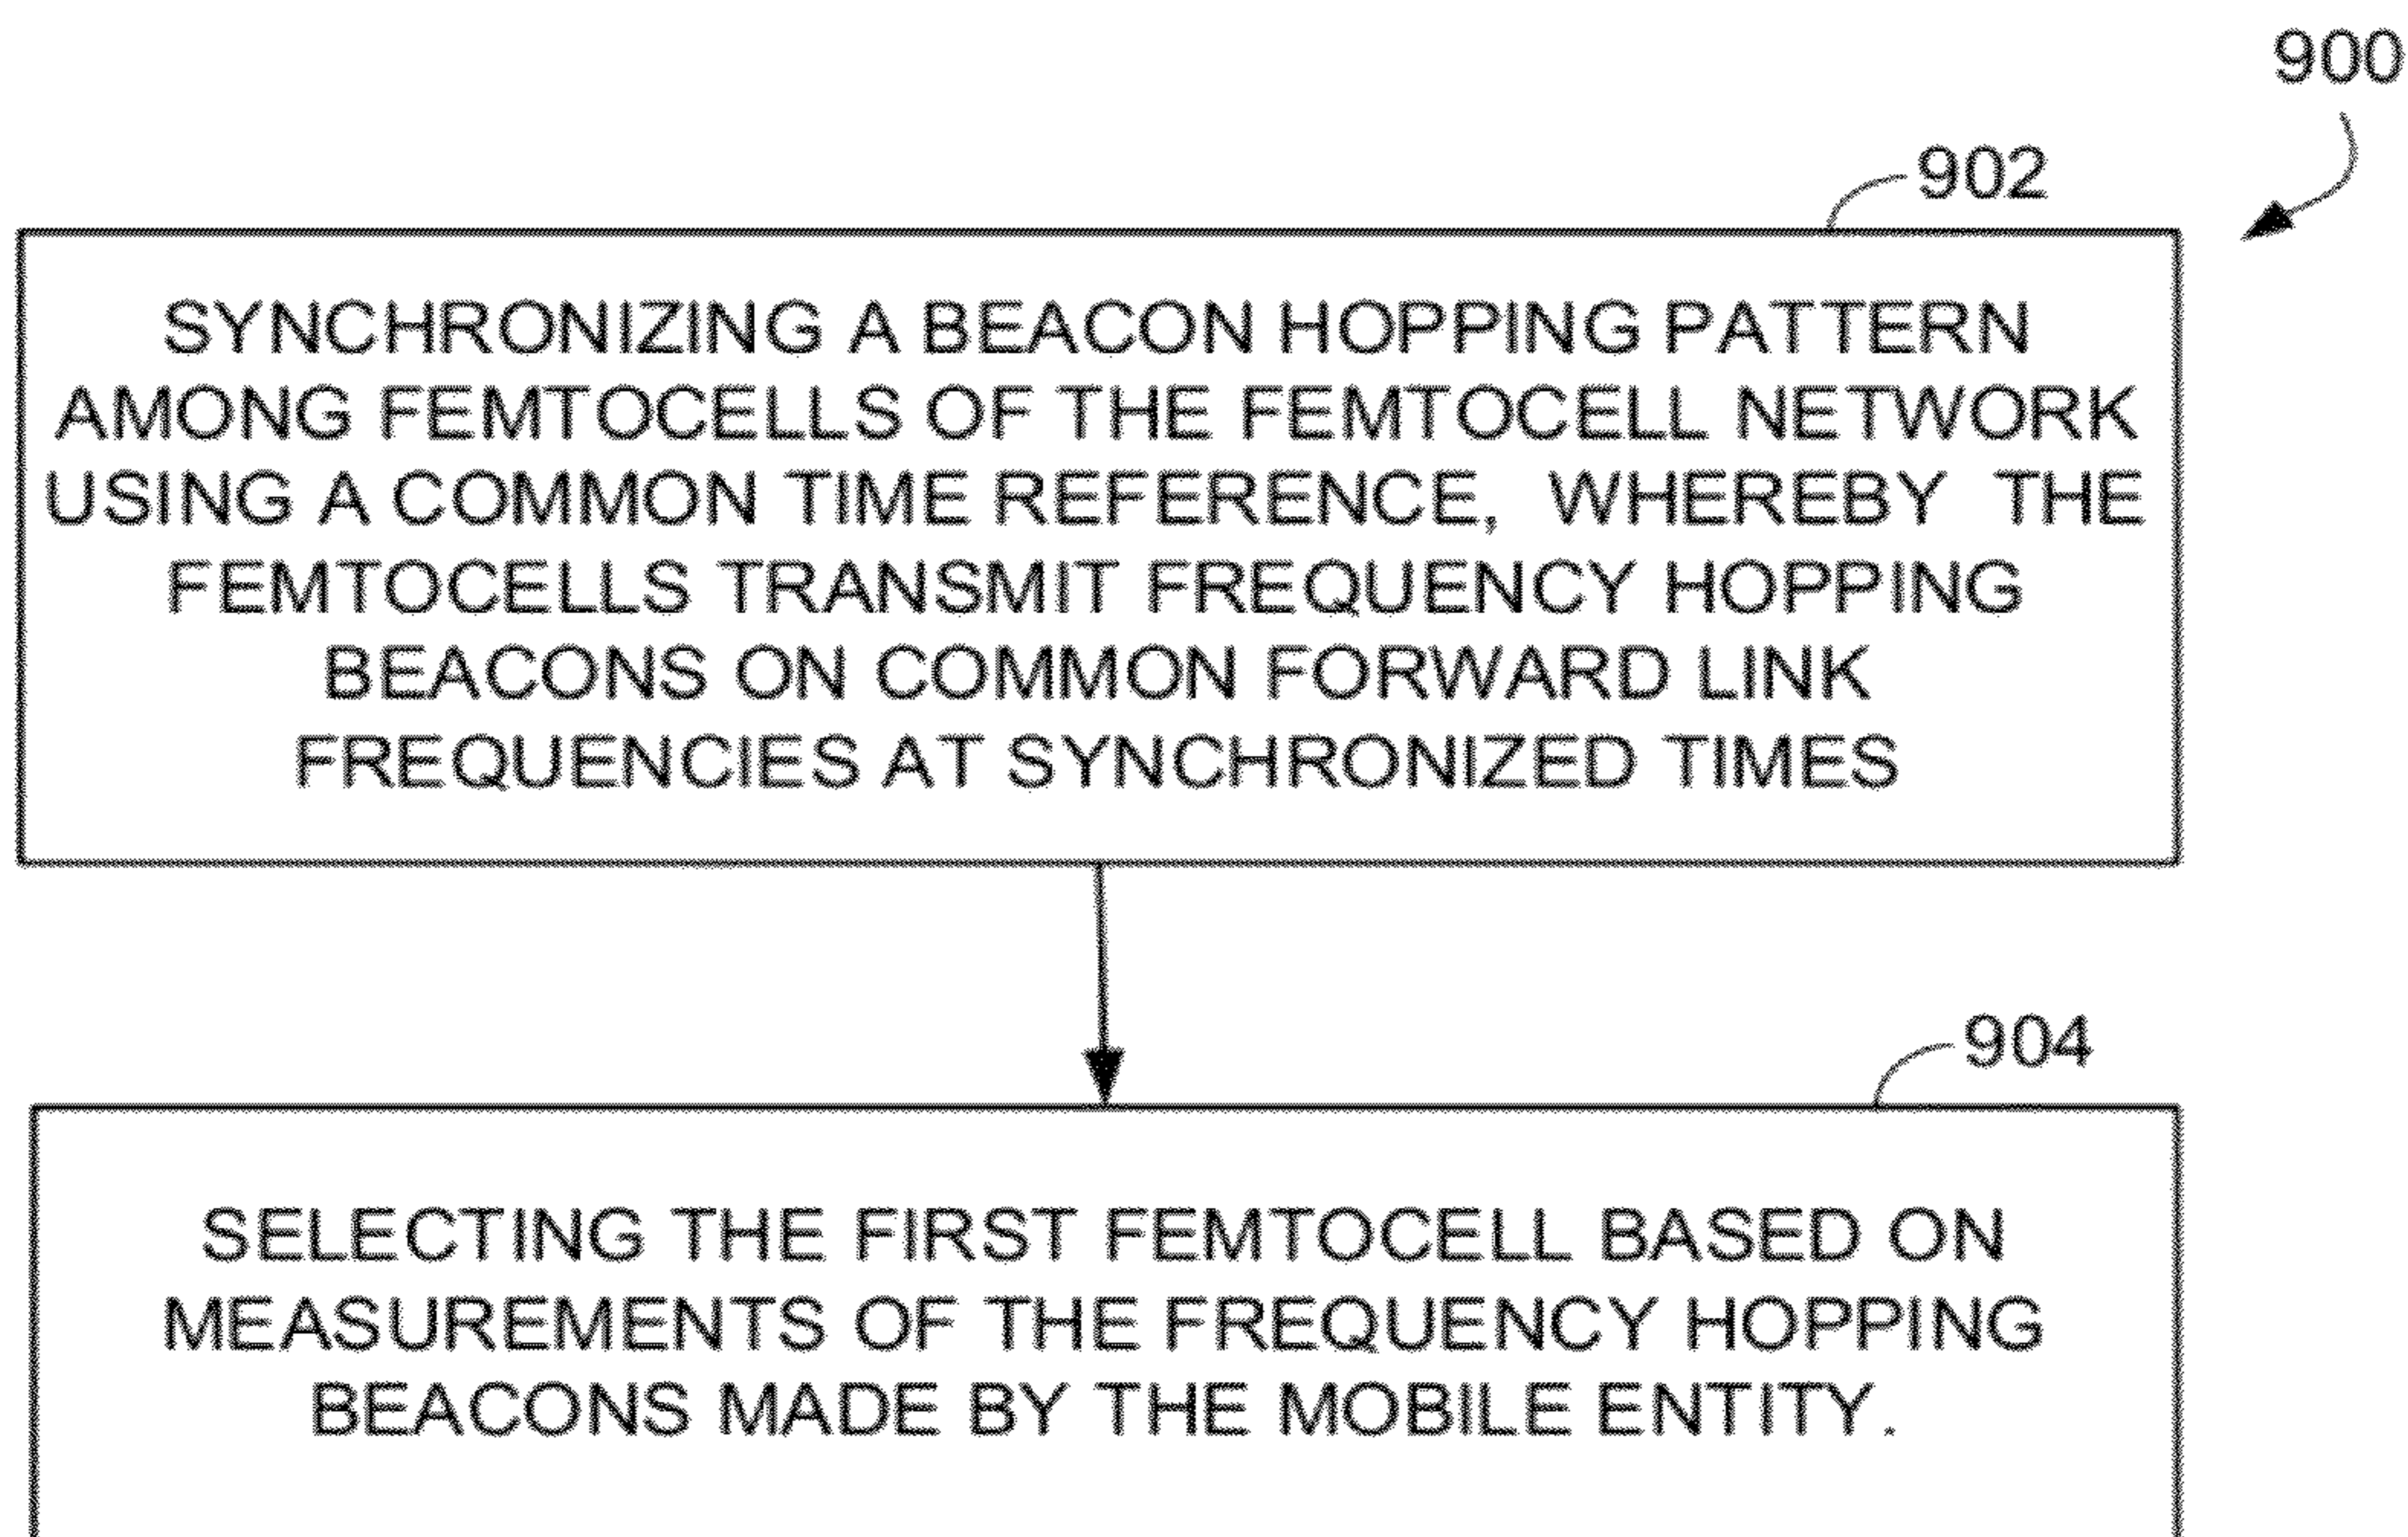 900
902
SYNCHRONIZING A BEACON HOPPING PATTERN
AMONG FEMTOCELLS OF THE FEMTOCELL NETWORK
USING A COMMON TIME REFERENCE, WHEREBY THE
FEMTOCELLS TRANSMIT FREQUENCY HOPPING
BEACONS ON COMMON FORWARD LINK
FREQUENCIES AT SYNCHRONIZED TIMES
904
SELECTING THE FIRST FEMTOCELL BASED ON
MEASUREMENTS OF THE FREQUENCY HOPPING
BEACONS MADE BY THE MOBILE ENTITY.